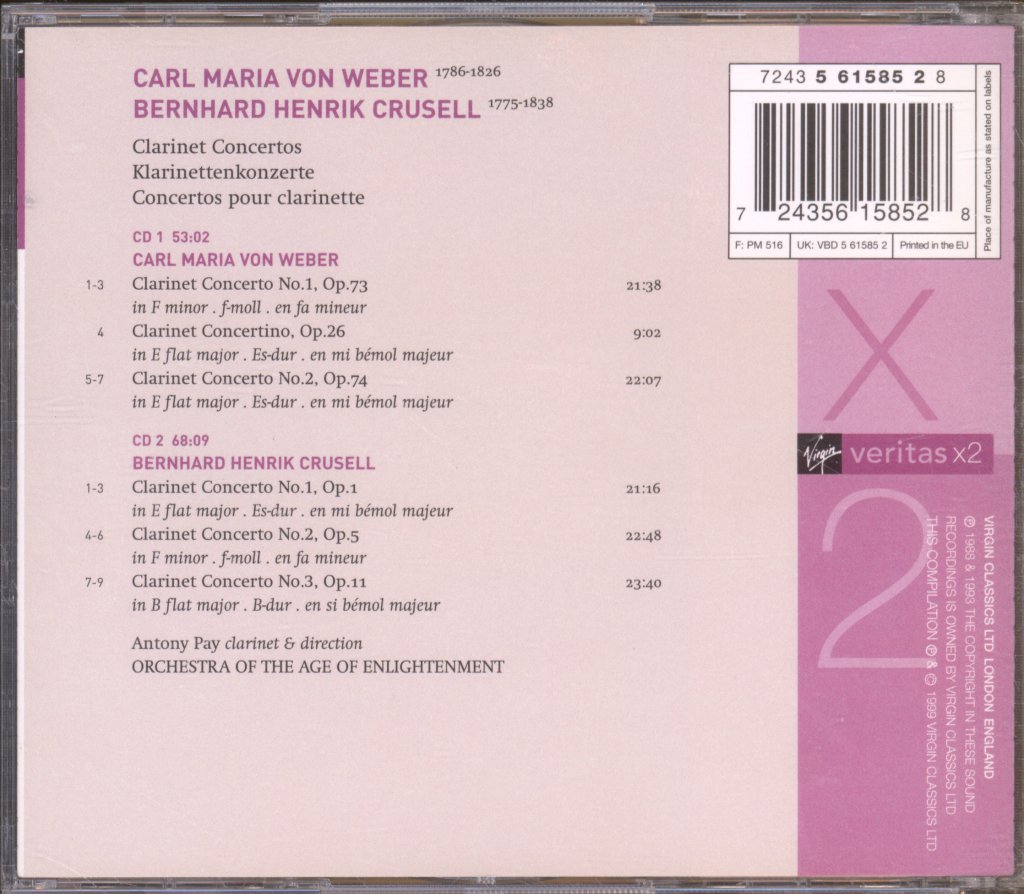 CARL MARIA VON WEBER 1786-1826
BERNHARD HENRIK CRUSELL 1775-1838
Clarinet Concertos
Klarinettenkonzerte
Concertos pour clarinette
CD 1 53:02
CARL MARIA VON WEBER
1-3 Clarinet Concerto No.1, Op.73 21:38
in F minor . f-moll . en fa mineur
4 Clarinet Concertino, Op.26 9:02
in E flat major . Es-dur . en mi bémol majeur
5-7 Clarinet Concerto No.2, Op.74 22:07
in E flat major . Es-dur . en mi bémol majeur
CD 2 68:09
BERNHARD HENRIK CRUSELL
1-3 Clarinet Concerto No.1, Op.1 21:16
in E flat major . Es-dur . en mi bémol majeur
4-6 Clarinet Concerto No.2, Op.5 22:48
in F minor . f-moll . en fa mineur
7-9 Clarinet Concerto No.3, Op.11 23:40
in B flat major . B-dur . en si bémol majeur
Antony Pay clarinet & direction
ORCHESTRA OF THE AGE OF ENLIGHTENMENT
7243 5 61585 2 8
7 24356 15852 8
F: PM 516 UK: VBD 5 61585 2 Printed in the EU
Place of manufacture as stated on labels
X
Virgin veritas x2
2
VIRGIN CLASSICS LTD LONDON ENGLAND
℗ 1988 & 1993 THE COPYRIGHT IN THESE SOUND
RECORDINGS IS OWNED BY VIRGIN CLASSICS LTD
THIS COMPILATION ℗ & © 1999 VIRGIN CLASSICS LTD